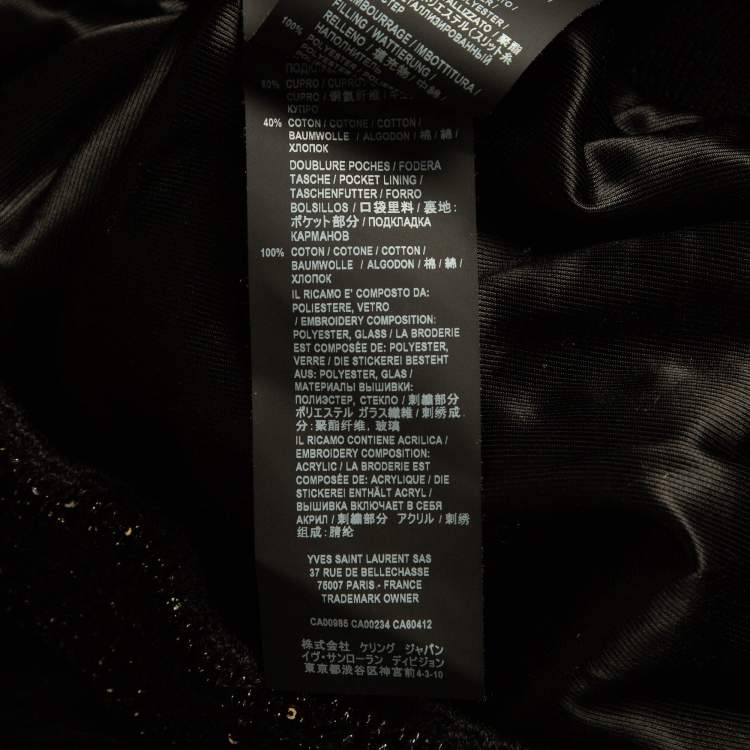 100%
POLYESTER /
FILLING / WATTIERUNG /
RELLENO /
НАПОЛНИТЕЛЬ
CUPRO /
КУПРО
40% COTON / COTONE / COTTON /
BAUMWOLLE / ALGODON / 棉 / 綿 /
ХЛОПОК
DOUBLURE POCHES / FODERA
TASCHE / POCKET LINING /
TASCHENFUTTER / FORRO
BOLSILLOS / 口袋里料 / 裏地:
ポケット部分 / ПОДКЛАДКА
КАРМАНОВ
100% COTON / COTONE / COTTON /
BAUMWOLLE / ALGODON / 棉 / 綿 /
ХЛОПОК
IL RICAMO E' COMPOSTO DA:
POLIESTERE, VETRO
/ EMBROIDERY COMPOSITION:
POLYESTER, GLASS / LA BRODERIE
EST COMPOSÉE DE: POLYESTER,
VERRE / DIE STICKEREI BESTEHT
AUS: POLYESTER, GLAS /
МАТЕРИАЛЫ ВЫШИВКИ:
ПОЛИЭСТЕР, СТЕКЛО / 刺繍部分
ポリエステル ガラス繊維 / 刺绣成
分: 聚酯纤维, 玻璃
IL RICAMO CONTIENE ACRILICA /
EMBROIDERY COMPOSITION:
ACRYLIC / LA BRODERIE EST
COMPOSÉE DE: ACRYLIQUE / DIE
STICKEREI ENTHÄLT ACRYL /
ВЫШИВКА ВКЛЮЧАЕТ В СЕБЯ
АКРИЛ / 刺繍部分 アクリル / 刺绣
组成: 腈纶
YVES SAINT LAURENT SAS
37 RUE DE BELLECHASSE
75007 PARIS - FRANCE
TRADEMARK OWNER
CA00985 CA00234 CA60412
株式会社 ケリング ジャパン
イヴ・サンローラン ディビジョン
東京都渋谷区神宮前4-3-10